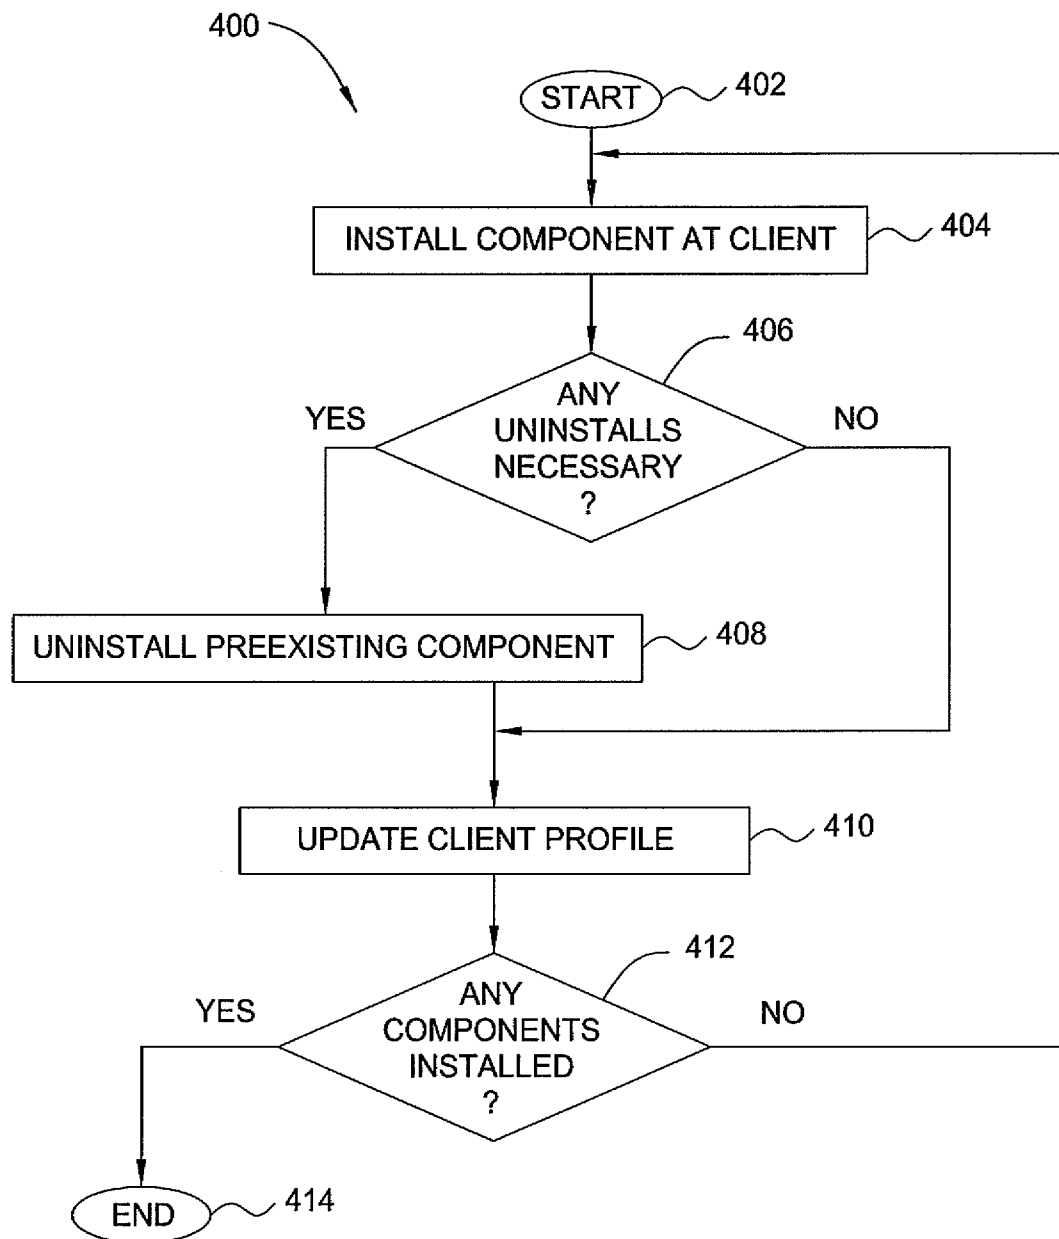 400
START
402
INSTALL COMPONENT AT CLIENT
404
406
ANY
UNINSTALLS
NECESSARY
?
YES
NO
UNINSTALL PREEXISTING COMPONENT
408
UPDATE CLIENT PROFILE
410
412
ANY
COMPONENTS
INSTALLED
?
YES
NO
END
414